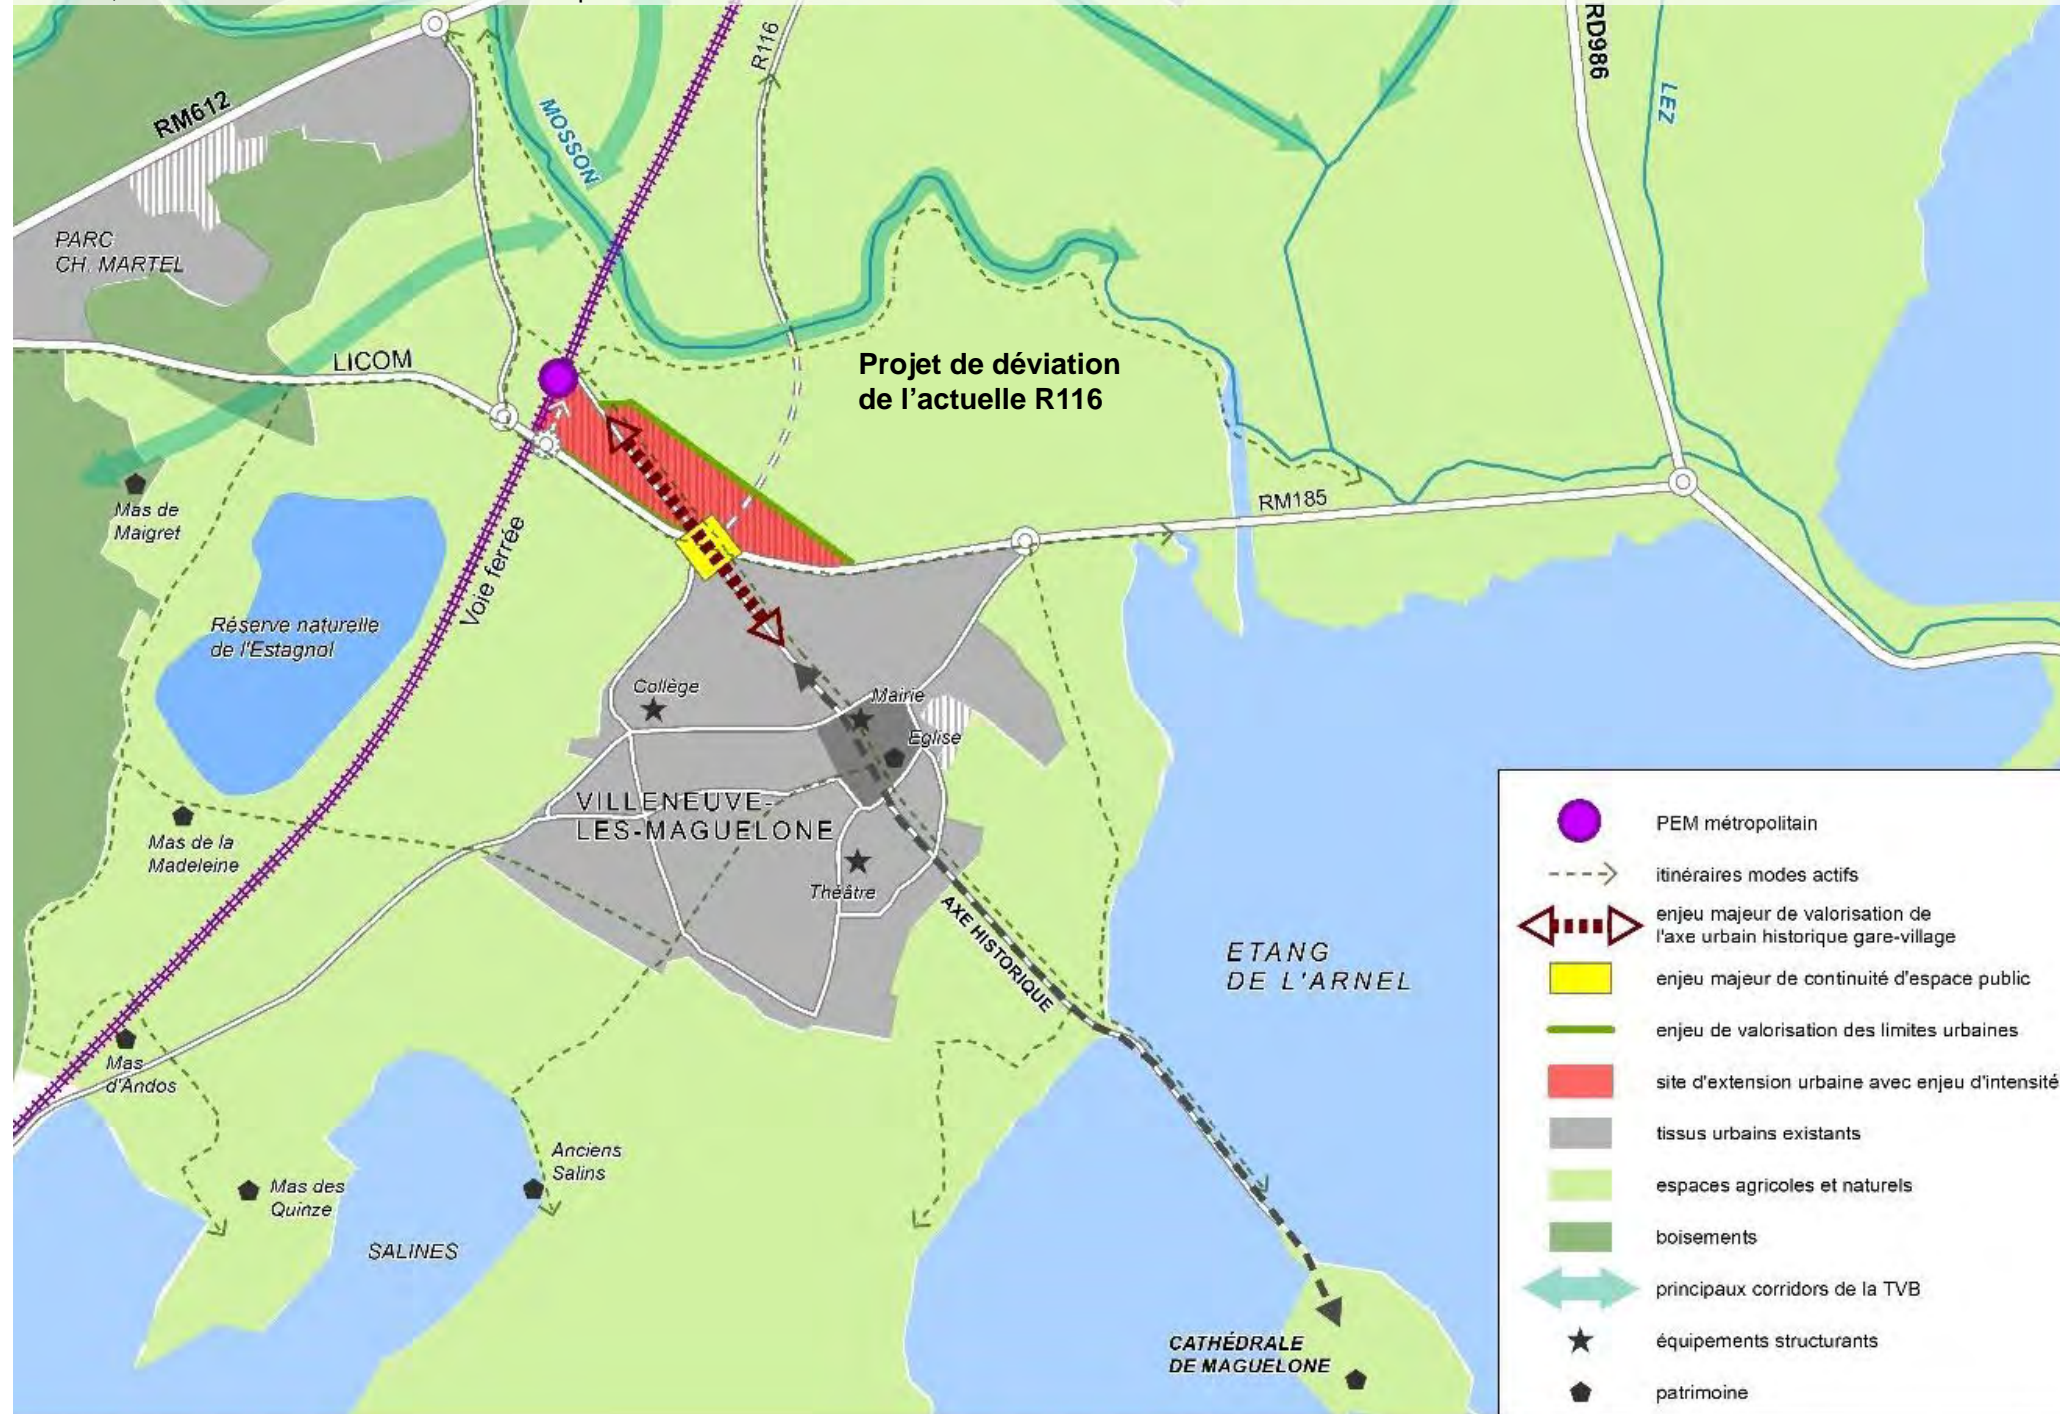 R116
RD986
RM612
MOSSON
LEZ
PARC
CH. MARTEL
LICOM
Projet de déviation
de l'actuelle R116
RM185
Mas de
Maigret
Voie ferrée
Réserve naturelle
de l'Estagnol
Collège
Mairie
Eglise
VILLENEUVE-
LES-MAGUELONE
Mas de la
Madeleine
Théâtre
AXE HISTORIQUE
ETANG
DE L'ARNEL
Mas
d'Andos
Anciens
Salins
Mas des
Quinze
SALINES
CATHÉDRALE
DE MAGUELONE
PEM métropolitain
itinéraires modes actifs
enjeu majeur de valorisation de
l'axe urbain historique gare-village
enjeu majeur de continuité d'espace public
enjeu de valorisation des limites urbaines
site d'extension urbaine avec enjeu d'intensité
tissus urbains existants
espaces agricoles et naturels
boisements
principaux corridors de la TVB
équipements structurants
patrimoine